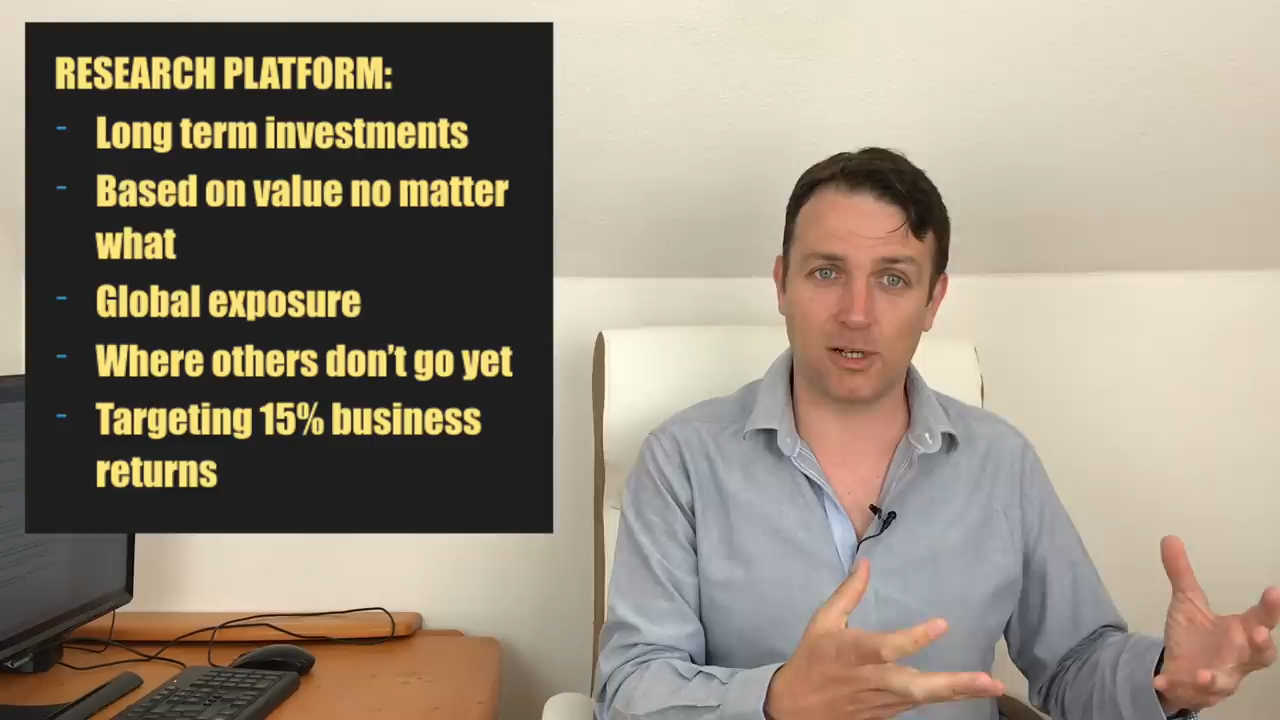 RESEARCH PLATFORM:
- Long term investments
- Based on value no matter
what
- Global exposure
- Where others don't go yet
- Targeting 15% business
returns